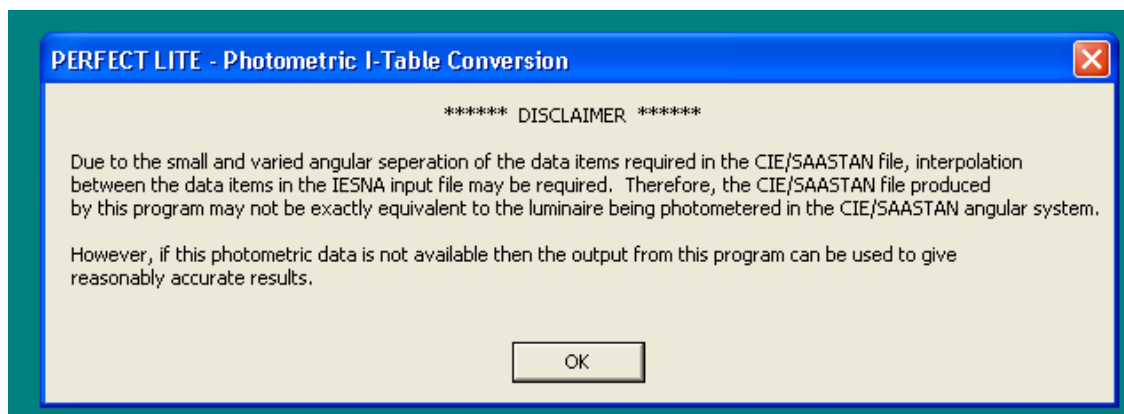 PERFECT LITE - Photometric I-Table Conversion
****** DISCLAIMER ******
Due to the small and varied angular seperation of the data items required in the CIE/SAASTAN file, interpolation
between the data items in the IESNA input file may be required.  Therefore, the CIE/SAASTAN file produced
by this program may not be exactly equivalent to the luminaire being photometered in the CIE/SAASTAN angular system.
However, if this photometric data is not available then the output from this program can be used to give
reasonably accurate results.
OK